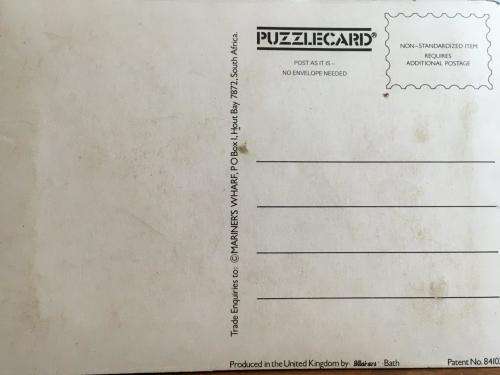 PUZZLECARD®
POST AS IT IS –
NO ENVELOPE NEEDED
NON-STANDARDIZED ITEM
REQUIRES
ADDITIONAL POSTAGE
Trade Enquiries to: ©MARINER'S WHARF, P O Box 1, Hout Bay 7872, South Africa.
Produced in the United Kingdom by · Bath
Patent No. 8410